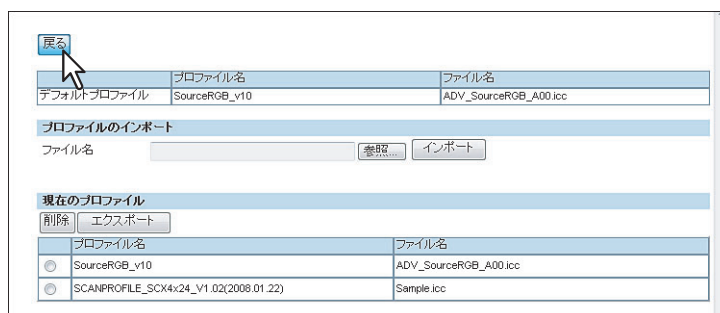 戻る
プロファイル名 ファイル名
デフォルトプロファイル SourceRGB_v10 ADV_SourceRGB_A00.icc
プロファイルのインポート
ファイル名 参照... インポート
現在のプロファイル
削除 エクスポート
プロファイル名 ファイル名
SourceRGB_v10 ADV_SourceRGB_A00.icc
SCANPROFILE_SCX4x24_V1.02(2008.01.22) Sample.icc